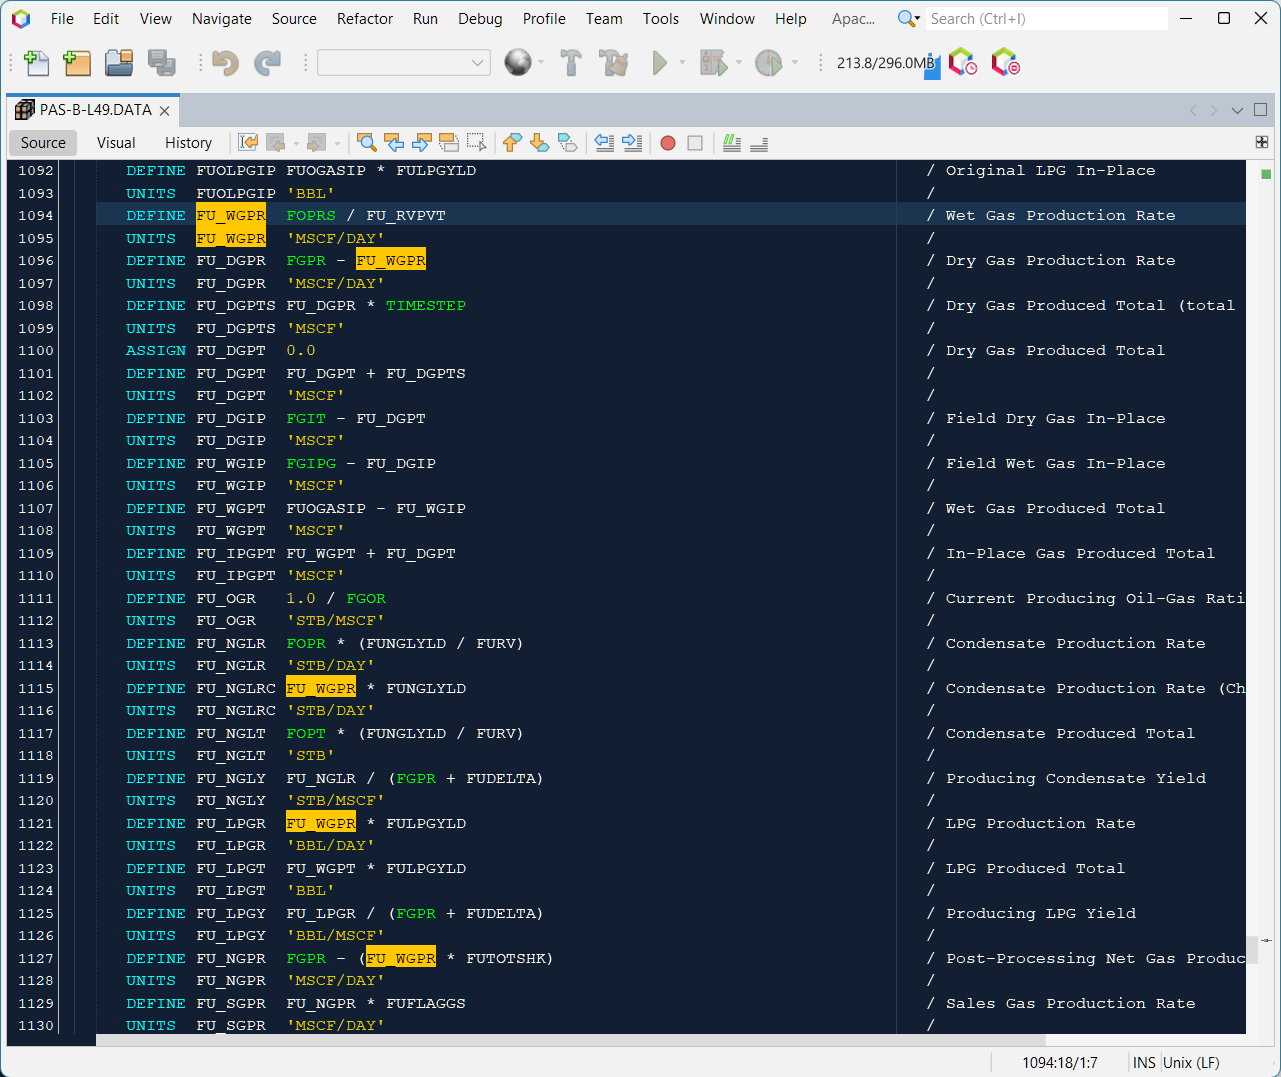 File Edit View Navigate Source Refactor Run Debug Profile Team Tools Window Help Apac... Search (Ctrl+I)
213.8/296.0MB
PAS-B-L49.DATA
Source Visual History
1092 DEFINE FUOLPGIP FUOGASIP * FULPGYLD / Original LPG In-Place
1093 UNITS FUOLPGIP 'BBL' /
1094 DEFINE FU_WGPR FOPRS / FU_RVPVT / Wet Gas Production Rate
1095 UNITS FU_WGPR 'MSCF/DAY' /
1096 DEFINE FU_DGPR FGPR - FU_WGPR / Dry Gas Production Rate
1097 UNITS FU_DGPR 'MSCF/DAY' /
1098 DEFINE FU_DGPTS FU_DGPR * TIMESTEP / Dry Gas Produced Total (total
1099 UNITS FU_DGPTS 'MSCF' /
1100 ASSIGN FU_DGPT 0.0 / Dry Gas Produced Total
1101 DEFINE FU_DGPT FU_DGPT + FU_DGPTS /
1102 UNITS FU_DGPT 'MSCF' /
1103 DEFINE FU_DGIP FGIT - FU_DGPT / Field Dry Gas In-Place
1104 UNITS FU_DGIP 'MSCF' /
1105 DEFINE FU_WGIP FGIPG - FU_DGIP / Field Wet Gas In-Place
1106 UNITS FU_WGIP 'MSCF' /
1107 DEFINE FU_WGPT FUOGASIP - FU_WGIP / Wet Gas Produced Total
1108 UNITS FU_WGPT 'MSCF' /
1109 DEFINE FU_IPGPT FU_WGPT + FU_DGPT / In-Place Gas Produced Total
1110 UNITS FU_IPGPT 'MSCF' /
1111 DEFINE FU_OGR 1.0 / FGOR / Current Producing Oil-Gas Rati
1112 UNITS FU_OGR 'STB/MSCF' /
1113 DEFINE FU_NGLR FOPR * (FUNGLYLD / FURV) / Condensate Production Rate
1114 UNITS FU_NGLR 'STB/DAY' /
1115 DEFINE FU_NGLRC FU_WGPR * FUNGLYLD / Condensate Production Rate (Ch
1116 UNITS FU_NGLRC 'STB/DAY' /
1117 DEFINE FU_NGLT FOPT * (FUNGLYLD / FURV) / Condensate Produced Total
1118 UNITS FU_NGLT 'STB' /
1119 DEFINE FU_NGLY FU_NGLR / (FGPR + FUDELTA) / Producing Condensate Yield
1120 UNITS FU_NGLY 'STB/MSCF' /
1121 DEFINE FU_LPGR FU_WGPR * FULPGYLD / LPG Production Rate
1122 UNITS FU_LPGR 'BBL/DAY' /
1123 DEFINE FU_LPGT FU_WGPT * FULPGYLD / LPG Produced Total
1124 UNITS FU_LPGT 'BBL' /
1125 DEFINE FU_LPGY FU_LPGR / (FGPR + FUDELTA) / Producing LPG Yield
1126 UNITS FU_LPGY 'BBL/MSCF' /
1127 DEFINE FU_NGPR FGPR - (FU_WGPR * FUTOTSHK) / Post-Processing Net Gas Produc
1128 UNITS FU_NGPR 'MSCF/DAY' /
1129 DEFINE FU_SGPR FU_NGPR * FUFLAGGS / Sales Gas Production Rate
1130 UNITS FU_SGPR 'MSCF/DAY' /
1094:18/1:7 INS Unix (LF)